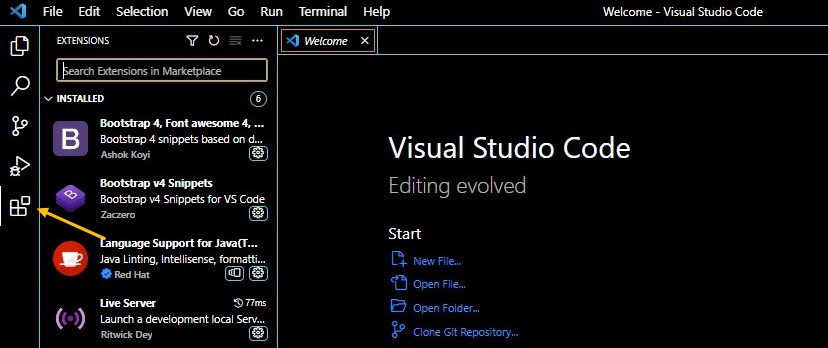 File Edit Selection View Go Run Terminal Help Welcome - Visual Studio Code
EXTENSIONS
Welcome
Search Extensions in Marketplace
INSTALLED 6
Bootstrap 4, Font awesome 4, ...
Bootstrap 4 snippets based on d...
Ashok Koyi
Bootstrap v4 Snippets
Bootstrap v4 Snippets for VS Code
Zaczero
Language Support for Java(T...
Java Linting, Intellisense, formatti...
Red Hat
Live Server 77ms
Launch a development local Serv...
Ritwick Dey
Visual Studio Code
Editing evolved
Start
New File...
Open File...
Open Folder...
Clone Git Repository...